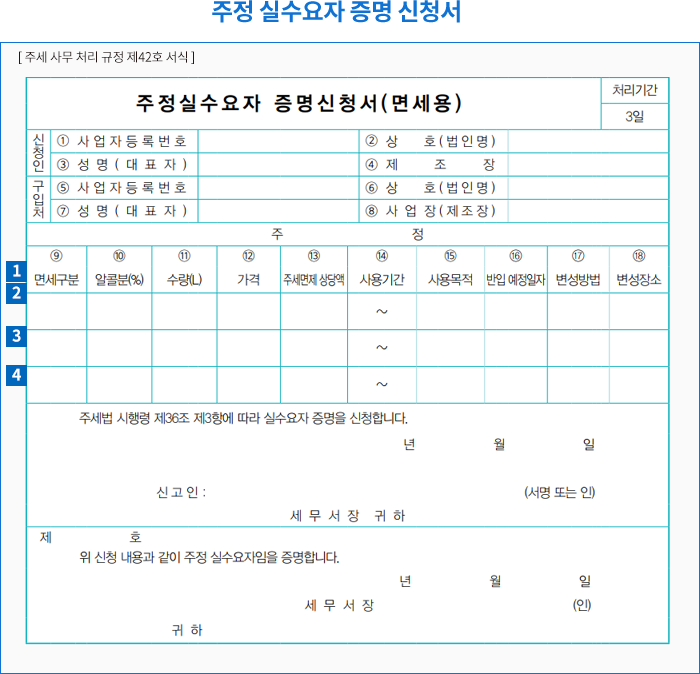 주정 실수요자 증명 신청서
[ 주세 사무 처리 규정 제42호 서식 ]
주정실수요자 증명신청서(면세용)
처리기간
3일
신청인
① 사업자등록번호
② 상 호(법인명)
③ 성명(대표자)
④ 제 조 장
구입처
⑤ 사업자등록번호
⑥ 상 호(법인명)
⑦ 성명(대표자)
⑧ 사업장(제조장)
주 정
⑨ ⑩ ⑪ ⑫ ⑬ ⑭ ⑮ ⑯ ⑰ ⑱
1 면세구분 알콜분(%) 수량(L) 가격 주세면제 상당액 사용기간 사용목적 반입 예정일자 변성방법 변성장소
2 ~
3 ~
4 ~
주세법 시행령 제36조 제3항에 따라 실수요자 증명을 신청합니다.
년 월 일
신고인 : (서명 또는 인)
세 무 서 장 귀 하
제 호
위 신청 내용과 같이 주정 실수요자임을 증명합니다.
년 월 일
세 무 서 장 (인)
귀 하